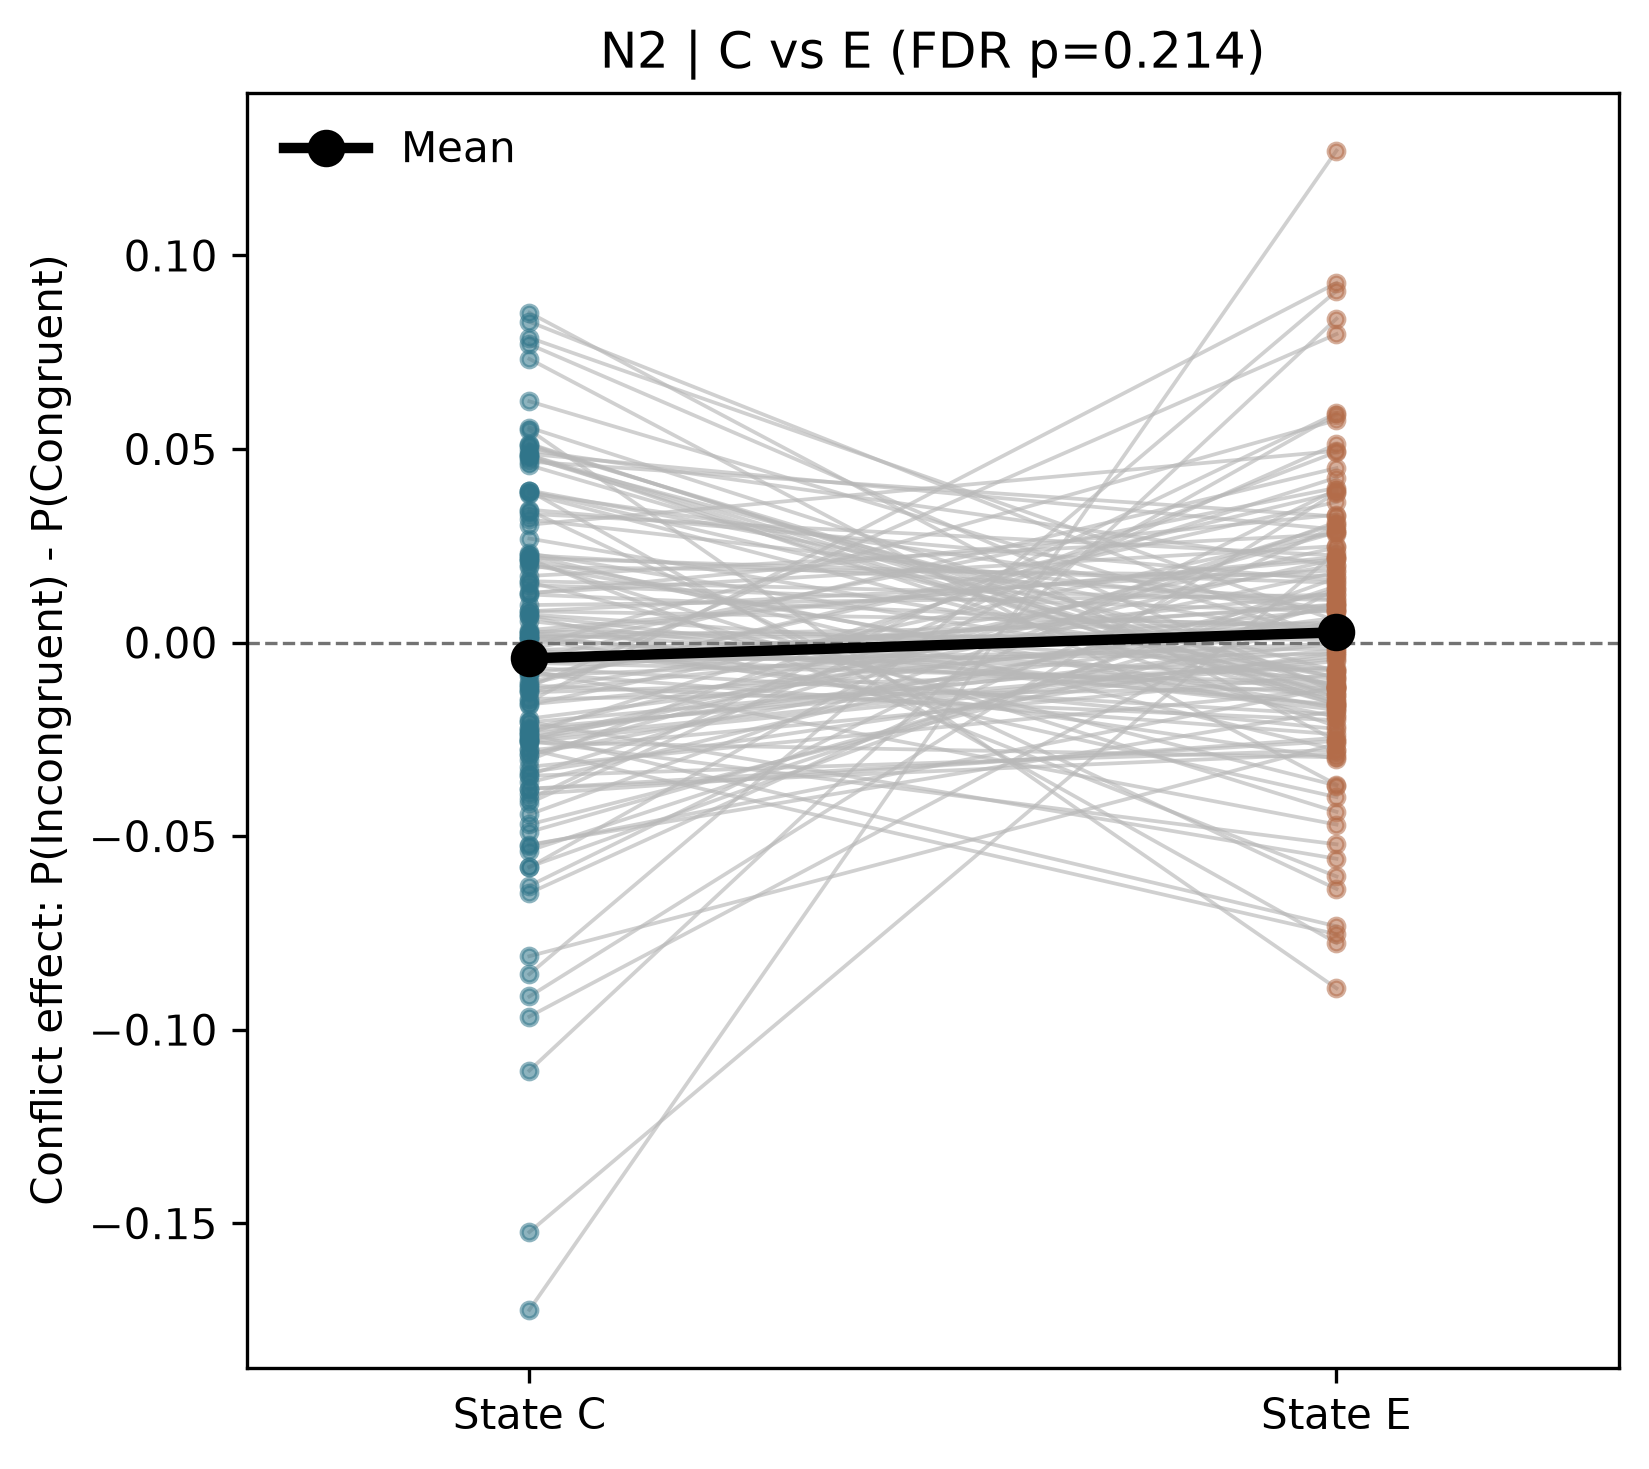 N2 | C vs E (FDR p=0.214)
Mean
Conflict effect: P(Incongruent) - P(Congruent)
0.10
0.05
0.00
−0.05
−0.10
−0.15
State C
State E